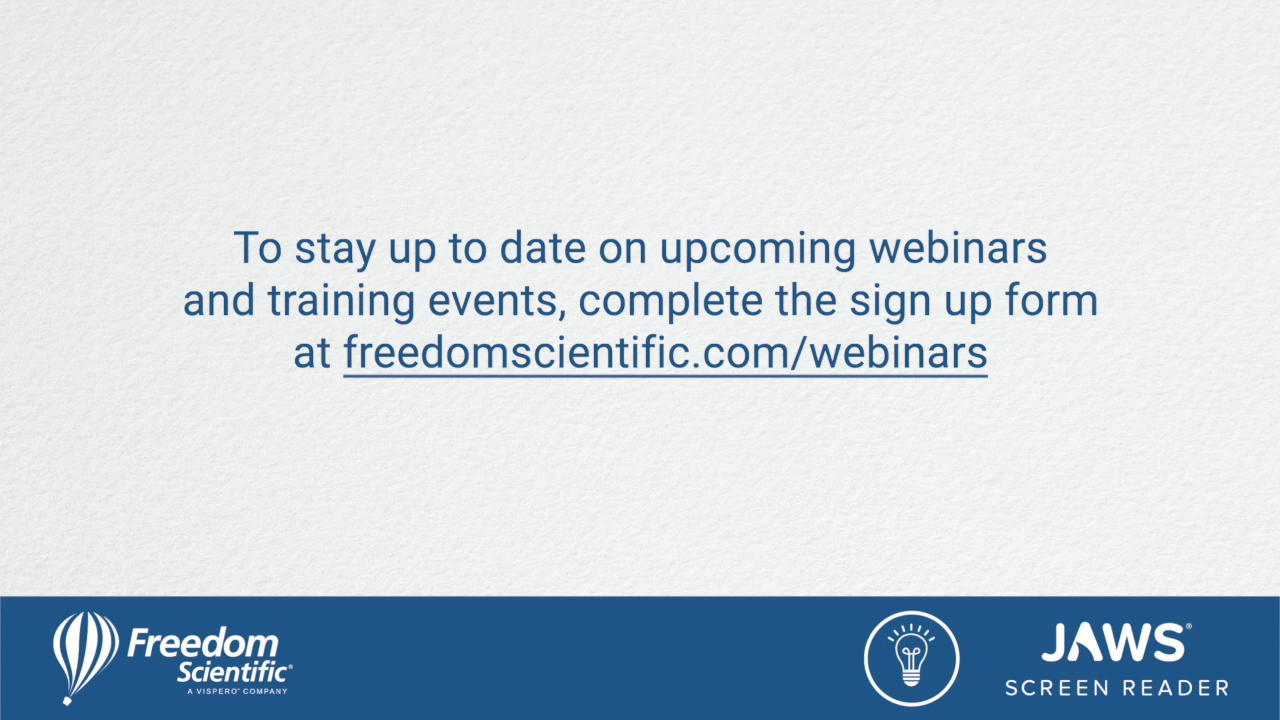 To stay up to date on upcoming webinars
and training events, complete the sign up form
at freedomscientific.com/webinars
Freedom
Scientific®
A VISPERO™ COMPANY
JAWS®
SCREEN READER